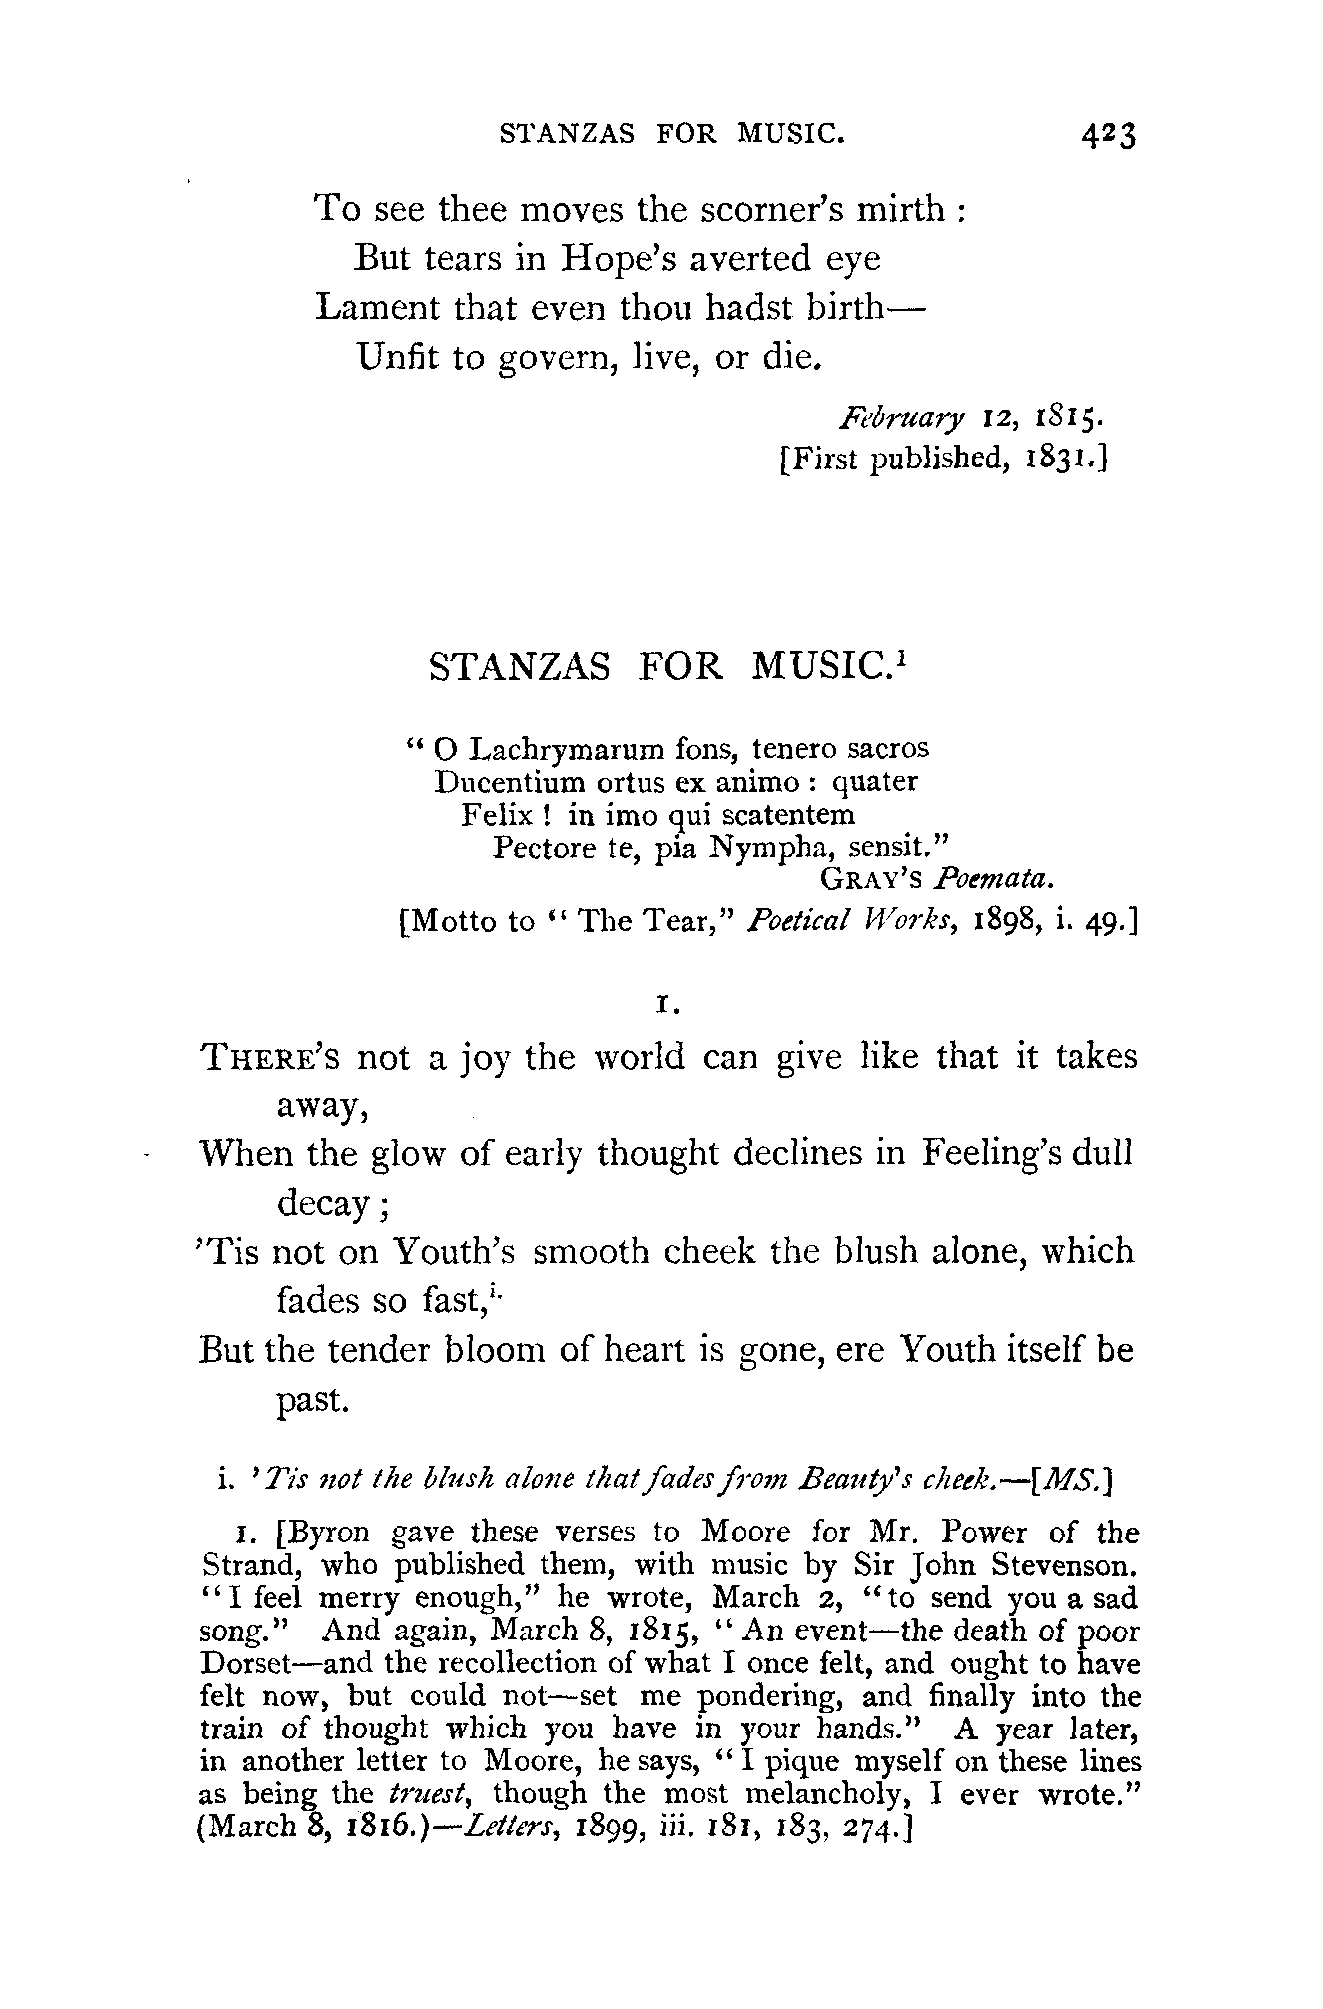 STANZAS FOR MUSIC. 423
To see thee moves the scorner's mirth :
But tears in Hope's averted eye
Lament that even thou hadst birth—
Unfit to govern, live, or die.
February 12, 1815.
[First published, 1831.]
STANZAS FOR MUSIC.¹
" O Lachrymarum fons, tenero sacros
Ducentium ortus ex animo : quater
Felix ! in imo qui scatentem
Pectore te, pia Nympha, sensit."
GRAY'S Poemata.
[Motto to " The Tear," Poetical Works, 1898, i. 49.]
1.
THERE'S not a joy the world can give like that it takes
away,
When the glow of early thought declines in Feeling's dull
decay ;
'Tis not on Youth's smooth cheek the blush alone, which
fades so fast,i.
But the tender bloom of heart is gone, ere Youth itself be
past.
i. 'Tis not the blush alone that fades from Beauty's cheek.—[MS.]
1. [Byron gave these verses to Moore for Mr. Power of the
Strand, who published them, with music by Sir John Stevenson.
"I feel merry enough," he wrote, March 2, "to send you a sad
song." And again, March 8, 1815, " An event—the death of poor
Dorset—and the recollection of what I once felt, and ought to have
felt now, but could not—set me pondering, and finally into the
train of thought which you have in your hands." A year later,
in another letter to Moore, he says, " I pique myself on these lines
as being the truest, though the most melancholy, I ever wrote."
(March 8, 1816.)—Letters, 1899, iii. 181, 183, 274.]